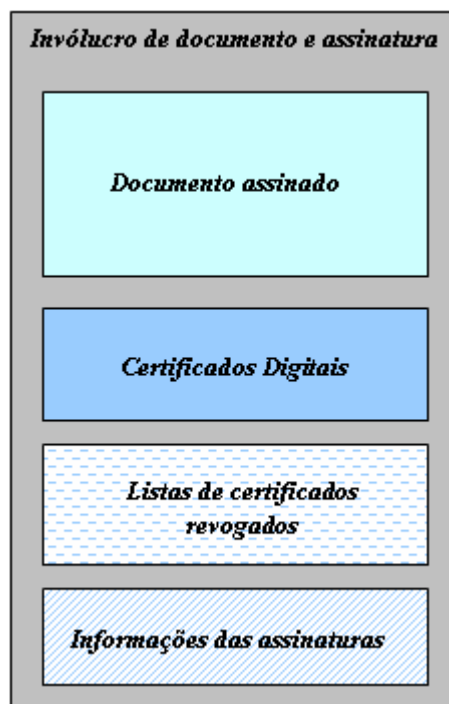 Invólucro de documento e assinatura
Documento assinado
Certificados Digitais
Listas de certificados
revogados
Informações das assinaturas